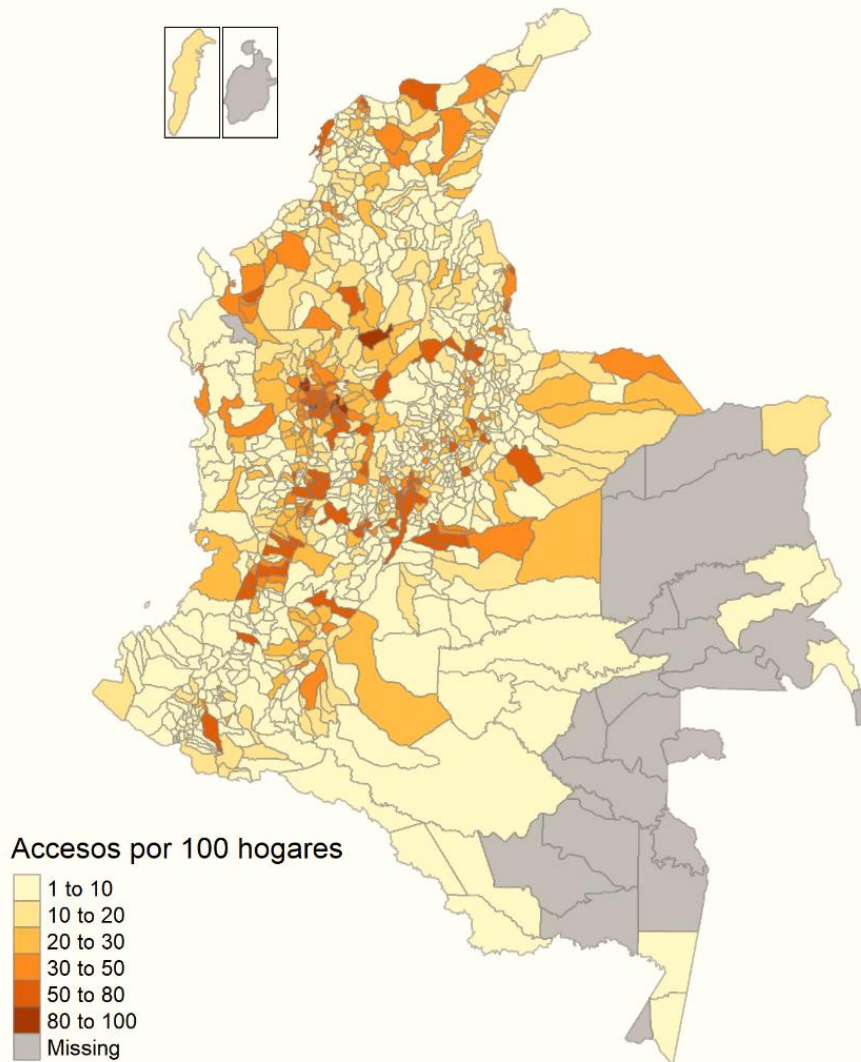 Accesos por 100 hogares
1 to 10
10 to 20
20 to 30
30 to 50
50 to 80
80 to 100
Missing